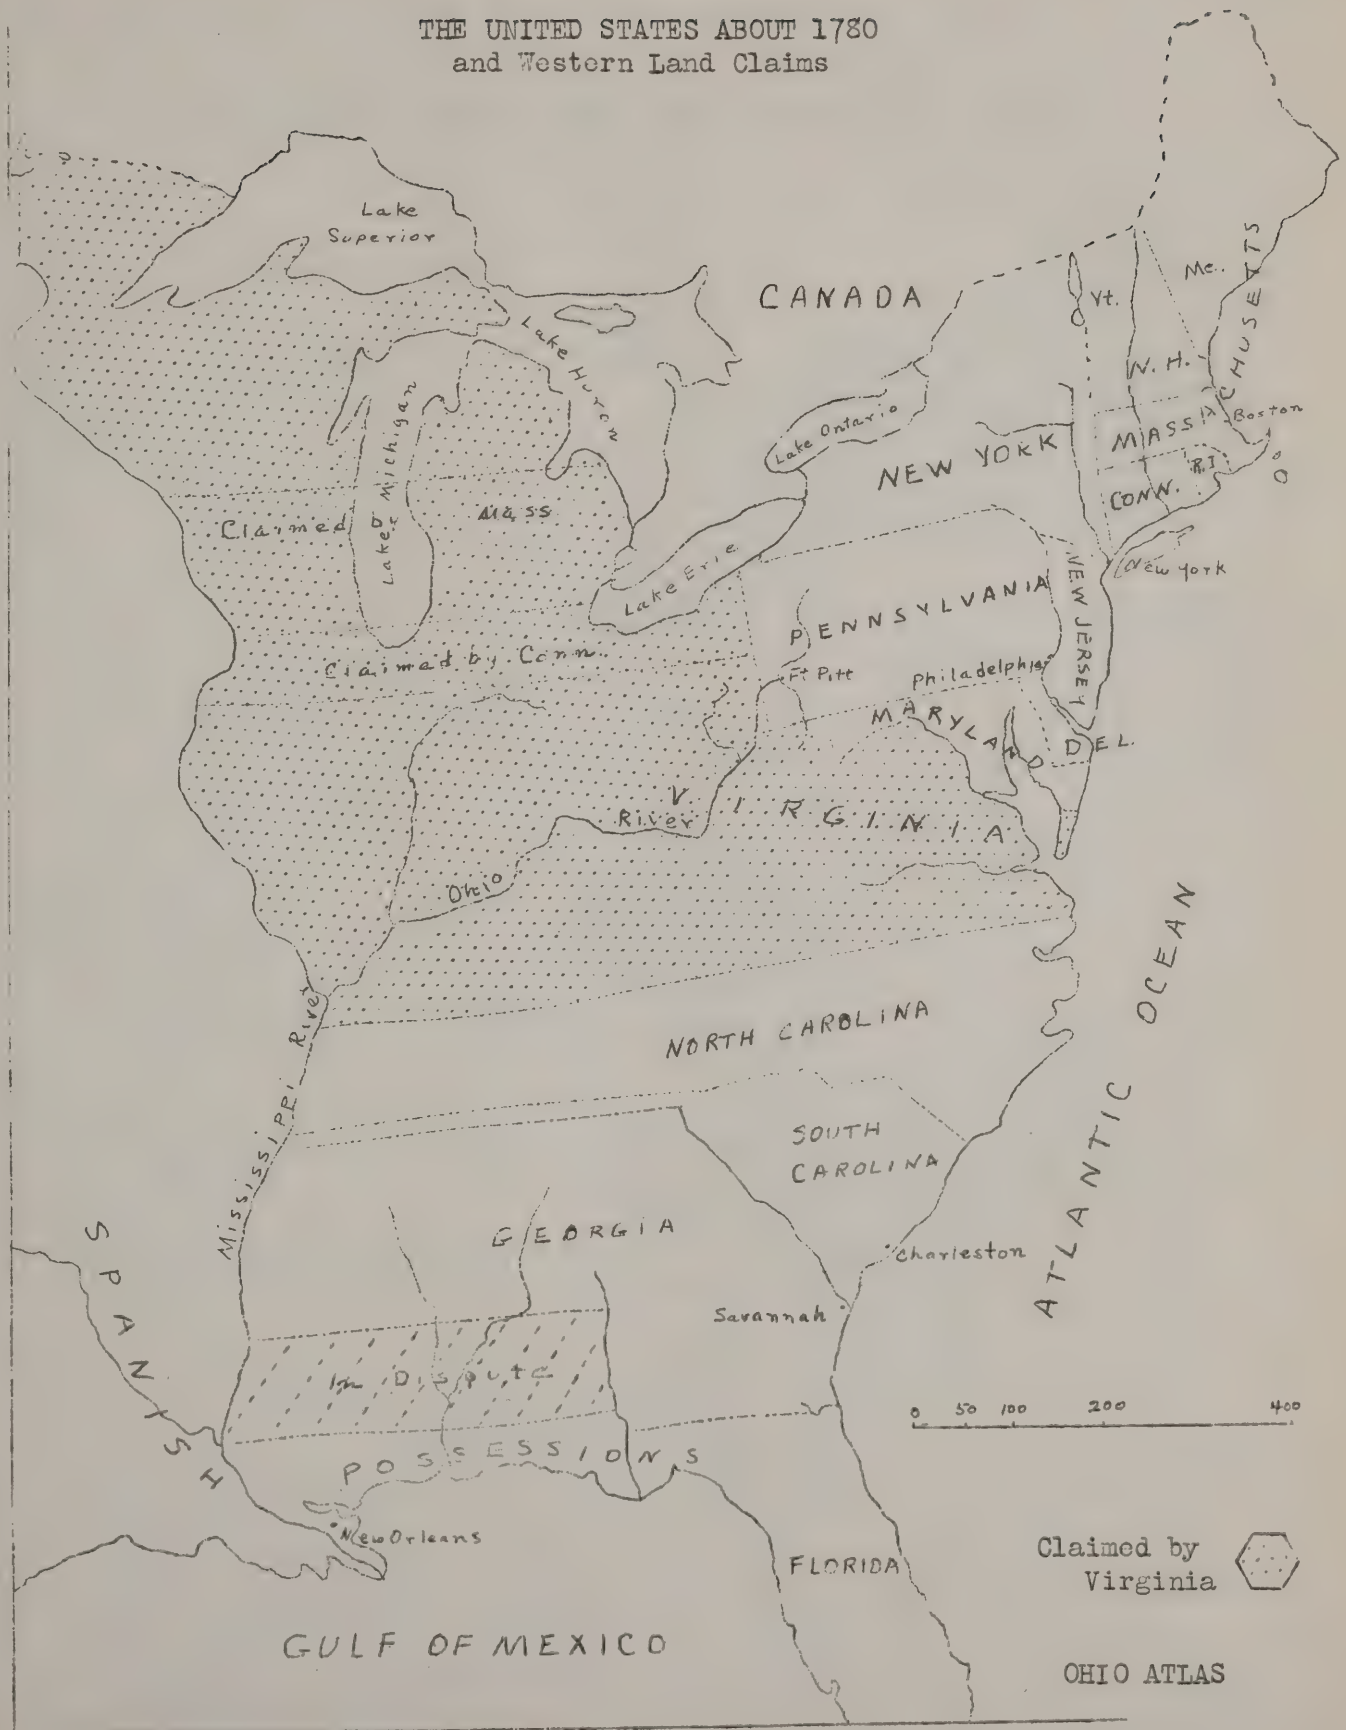 THE UNITED STATES ABOUT 1780
and Western Land Claims
Lake
Superior
CANADA
Me.
Vt.
N. H.
MASSACHUSETTS
Boston
Lake Huron
Lake Michigan
Lake Ontario
NEW YORK
R.I
CONN.
Claimed by Mass
Lake Erie
New York
PENNSYLVANIA
NEW JERSEY
Claimed by Conn.
Ft Pitt
Philadelphia
MARYLAND
DEL.
VIRGINIA
Ohio River
ATLANTIC OCEAN
NORTH CAROLINA
MISSISSIPPI River
SOUTH
CAROLINA
GEORGIA
Charleston
Savannah
SPANISH
In Dispute
0 50 100 200 400
POSSESSIONS
New Orleans
FLORIDA
Claimed by
Virginia
GULF OF MEXICO
OHIO ATLAS